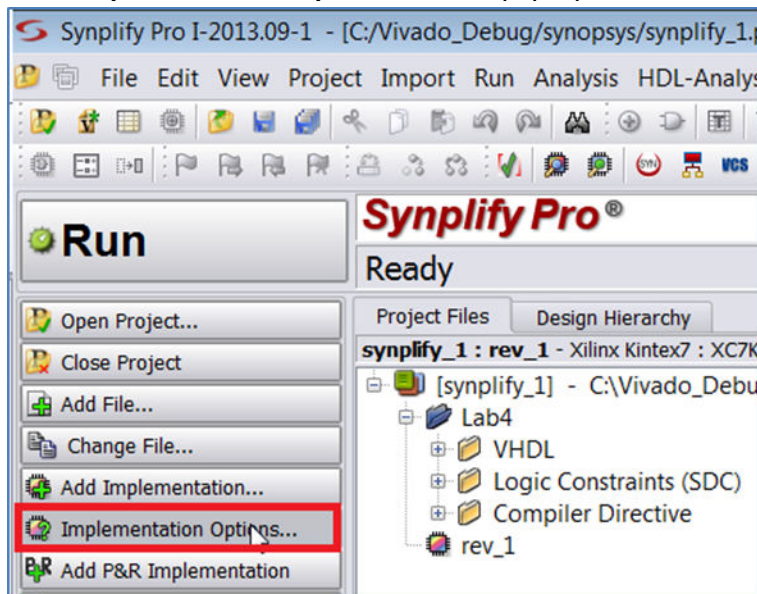 Synplify Pro I-2013.09-1 - [C:/Vivado_Debug/synopsys/synplify_1.p
File Edit View Project Import Run Analysis HDL-Analys
SYN VCS
Run
Synplify Pro®
Ready
Open Project...
Close Project
Add File...
Change File...
Add Implementation...
Implementation Options...
P&R Add P&R Implementation
Project Files Design Hierarchy
synplify_1 : rev_1 - Xilinx Kintex7 : XC7K
[synplify_1] - C:\Vivado_Debu
Lab4
VHDL
Logic Constraints (SDC)
Compiler Directive
rev_1